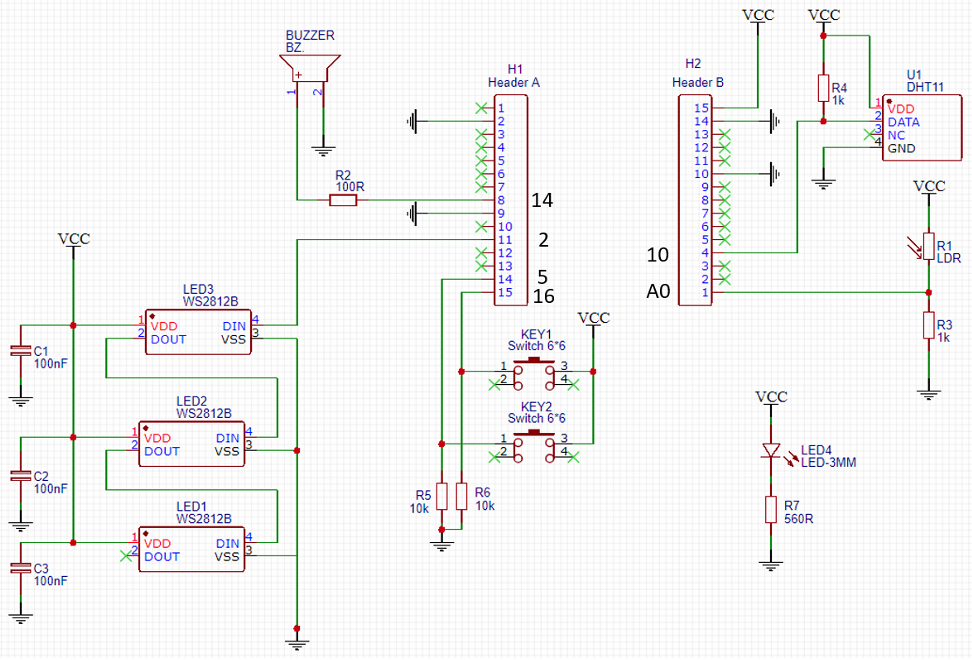 BUZZER
BZ.
+
1
2
H1
Header A
1
2
3
4
5
6
7
8
9
10
11
12
13
14
15
14
2
5
16
R2
100R
VCC
H2
Header B
15
14
13
12
11
10
9
8
7
6
5
4
3
2
1
10
A0
VCC
R4
1k
U1
DHT11
1
2
3
4
VDD
DATA
NC
GND
VCC
R1
LDR
R3
1k
VCC
LED3
WS2812B
1 VDD DIN 4
2 DOUT VSS 3
C1
100nF
LED2
WS2812B
1 VDD DIN 4
2 DOUT VSS 3
C2
100nF
LED1
WS2812B
1 VDD DIN 4
2 DOUT VSS 3
C3
100nF
VCC
KEY1
Switch 6*6
1 3
2 4
KEY2
Switch 6*6
1 3
2 4
R5
10k
R6
10k
VCC
LED4
LED-3MM
R7
560R